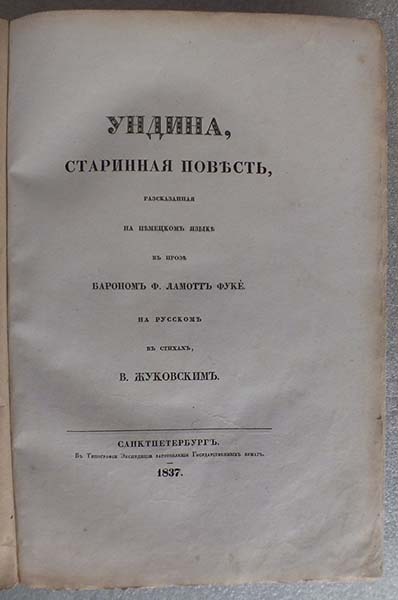 УНДИНА,
СТАРИННАЯ ПОВѢСТЬ,
РАЗСКАЗАННАЯ
НА НѢМЕЦКОМЪ ЯЗЫКѢ
ВЪ ПРОЗѢ
БАРОНОМЪ Ф. ЛАМОТТЪ ФУКЕ́.
НА РУССКОМЪ
ВЪ СТИХАХЪ,
В. ЖУКОВСКИМЪ.
САНКТПЕТЕРБУРГЪ.
Въ Типографіи Экспедиціи заготовленія Государственныхъ бумагъ.
1837.